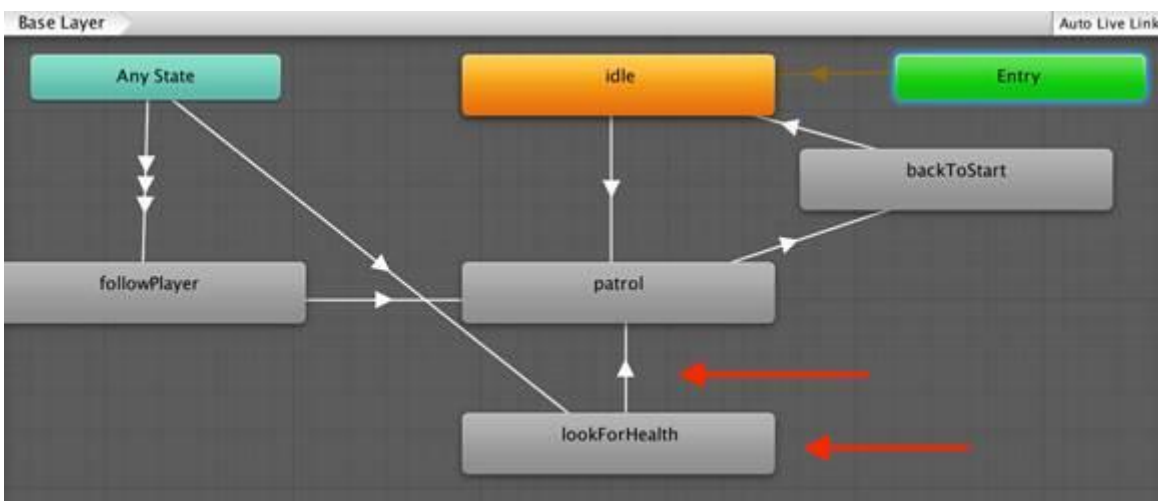 Base Layer
Auto Live Link
Any State
idle
Entry
backToStart
followPlayer
patrol
lookForHealth